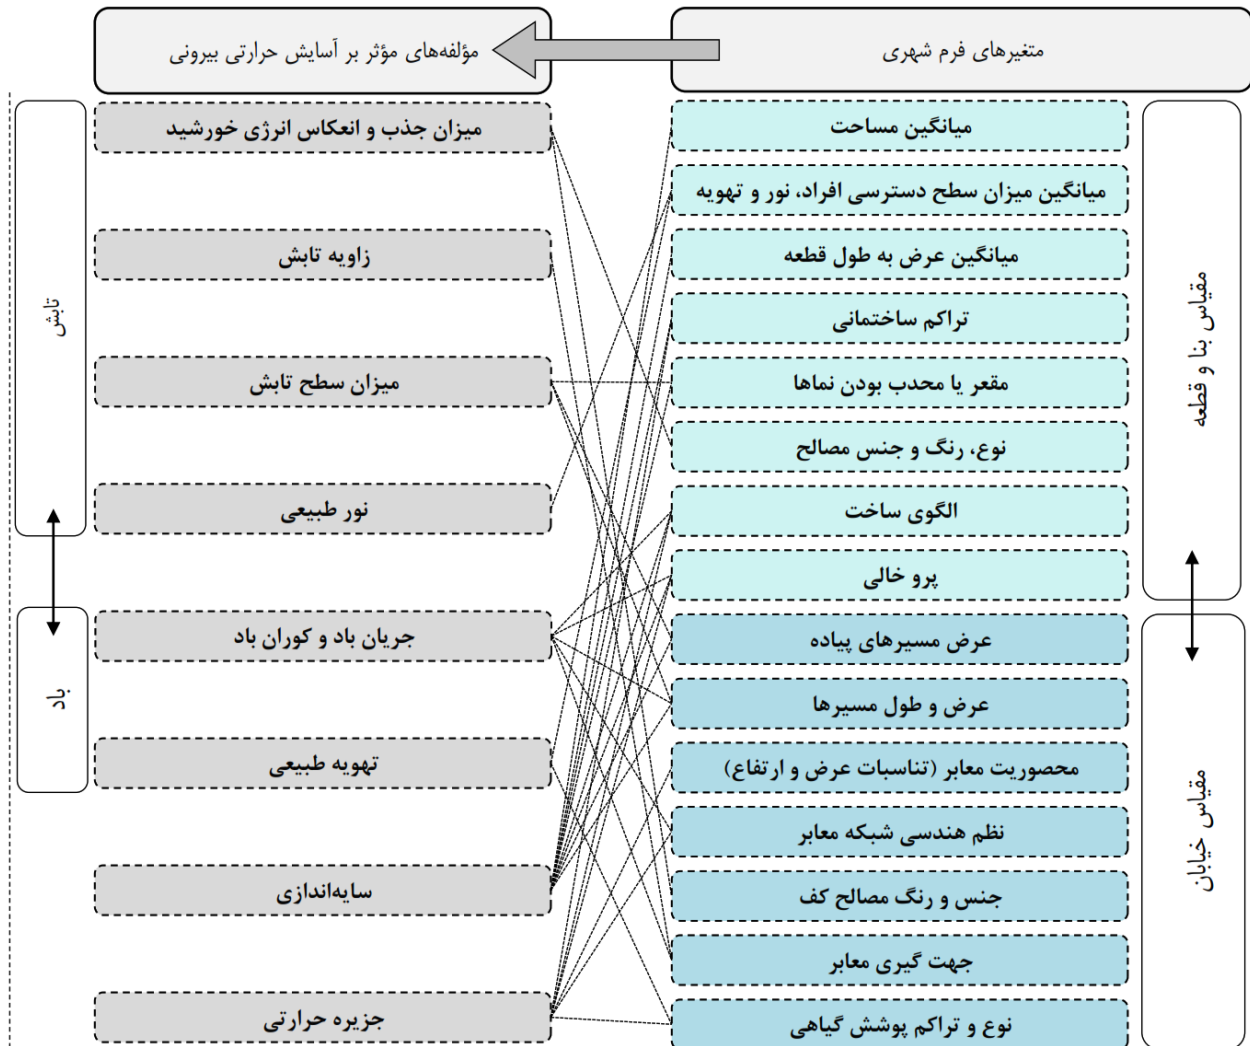 متغیرهای فرم شهری
مؤلفه‌های مؤثر بر آسایش حرارتی بیرونی
مقیاس بنا و قطعه
میانگین مساحت
میانگین میزان سطح دسترسی افراد، نور و تهویه
میانگین عرض به طول قطعه
تراکم ساختمانی
مقعر یا محدب بودن نماها
نوع، رنگ و جنس مصالح
الگوی ساخت
پرو خالی
مقیاس خیابان
عرض مسیرهای پیاده
عرض و طول مسیرها
محصوریت معابر (تناسبات عرض و ارتفاع)
نظم هندسی شبکه معابر
جنس و رنگ مصالح کف
جهت گیری معابر
نوع و تراکم پوشش گیاهی
میزان جذب و انعکاس انرژی خورشید
زاویه تابش
میزان سطح تابش
نور طبیعی
جریان باد و کوران باد
تهویه طبیعی
سایه‌اندازی
جزیره حرارتی
تابش
باد